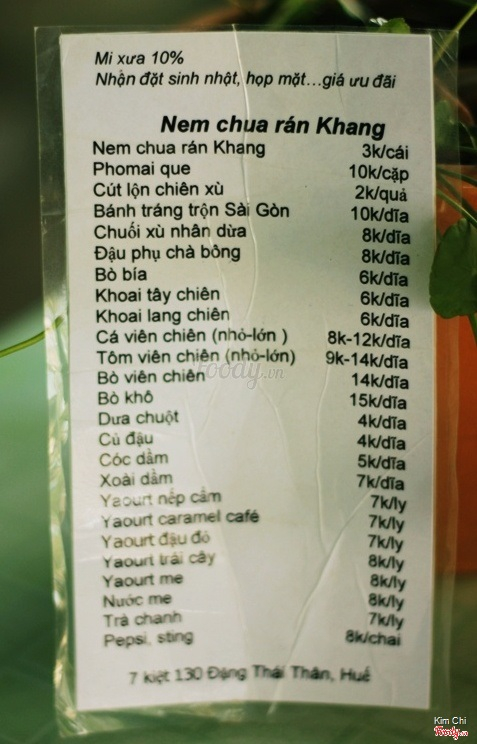 Mi xưa 10%
Nhận đặt sinh nhật, họp mặt...giá ưu đãi
Nem chua rán Khang
Nem chua rán Khang 3k/cái
Phomai que 10k/cặp
Cút lộn chiên xù 2k/quả
Bánh tráng trộn Sài Gòn 10k/dĩa
Chuối xù nhân dừa 8k/dĩa
Đậu phụ chà bông 8k/dĩa
Bò bía 6k/dĩa
Khoai tây chiên 6k/dĩa
Khoai lang chiên 6k/dĩa
Cá viên chiên (nhỏ-lớn ) 8k-12k/dĩa
Tôm viên chiên (nhỏ-lớn) 9k-14k/dĩa
foody.vn
Bò viên chiên 14k/dĩa
Bò khô 15k/dĩa
Dưa chuột 4k/dĩa
Củ đậu 4k/dĩa
Cóc dầm 5k/dĩa
Xoài dầm 7k/dĩa
Yaourt nếp cẩm 7k/ly
Yaourt caramel café 7k/ly
Yaourt đậu đỏ 7k/ly
Yaourt trái cây 8k/ly
Yaourt me 8k/ly
Nước me 8k/ly
Trà chanh 7k/ly
Pepsi, sting 8k/chai
7 kiệt 130 Đặng Thái Thân, Huế
Kim Chi
Foody.vn